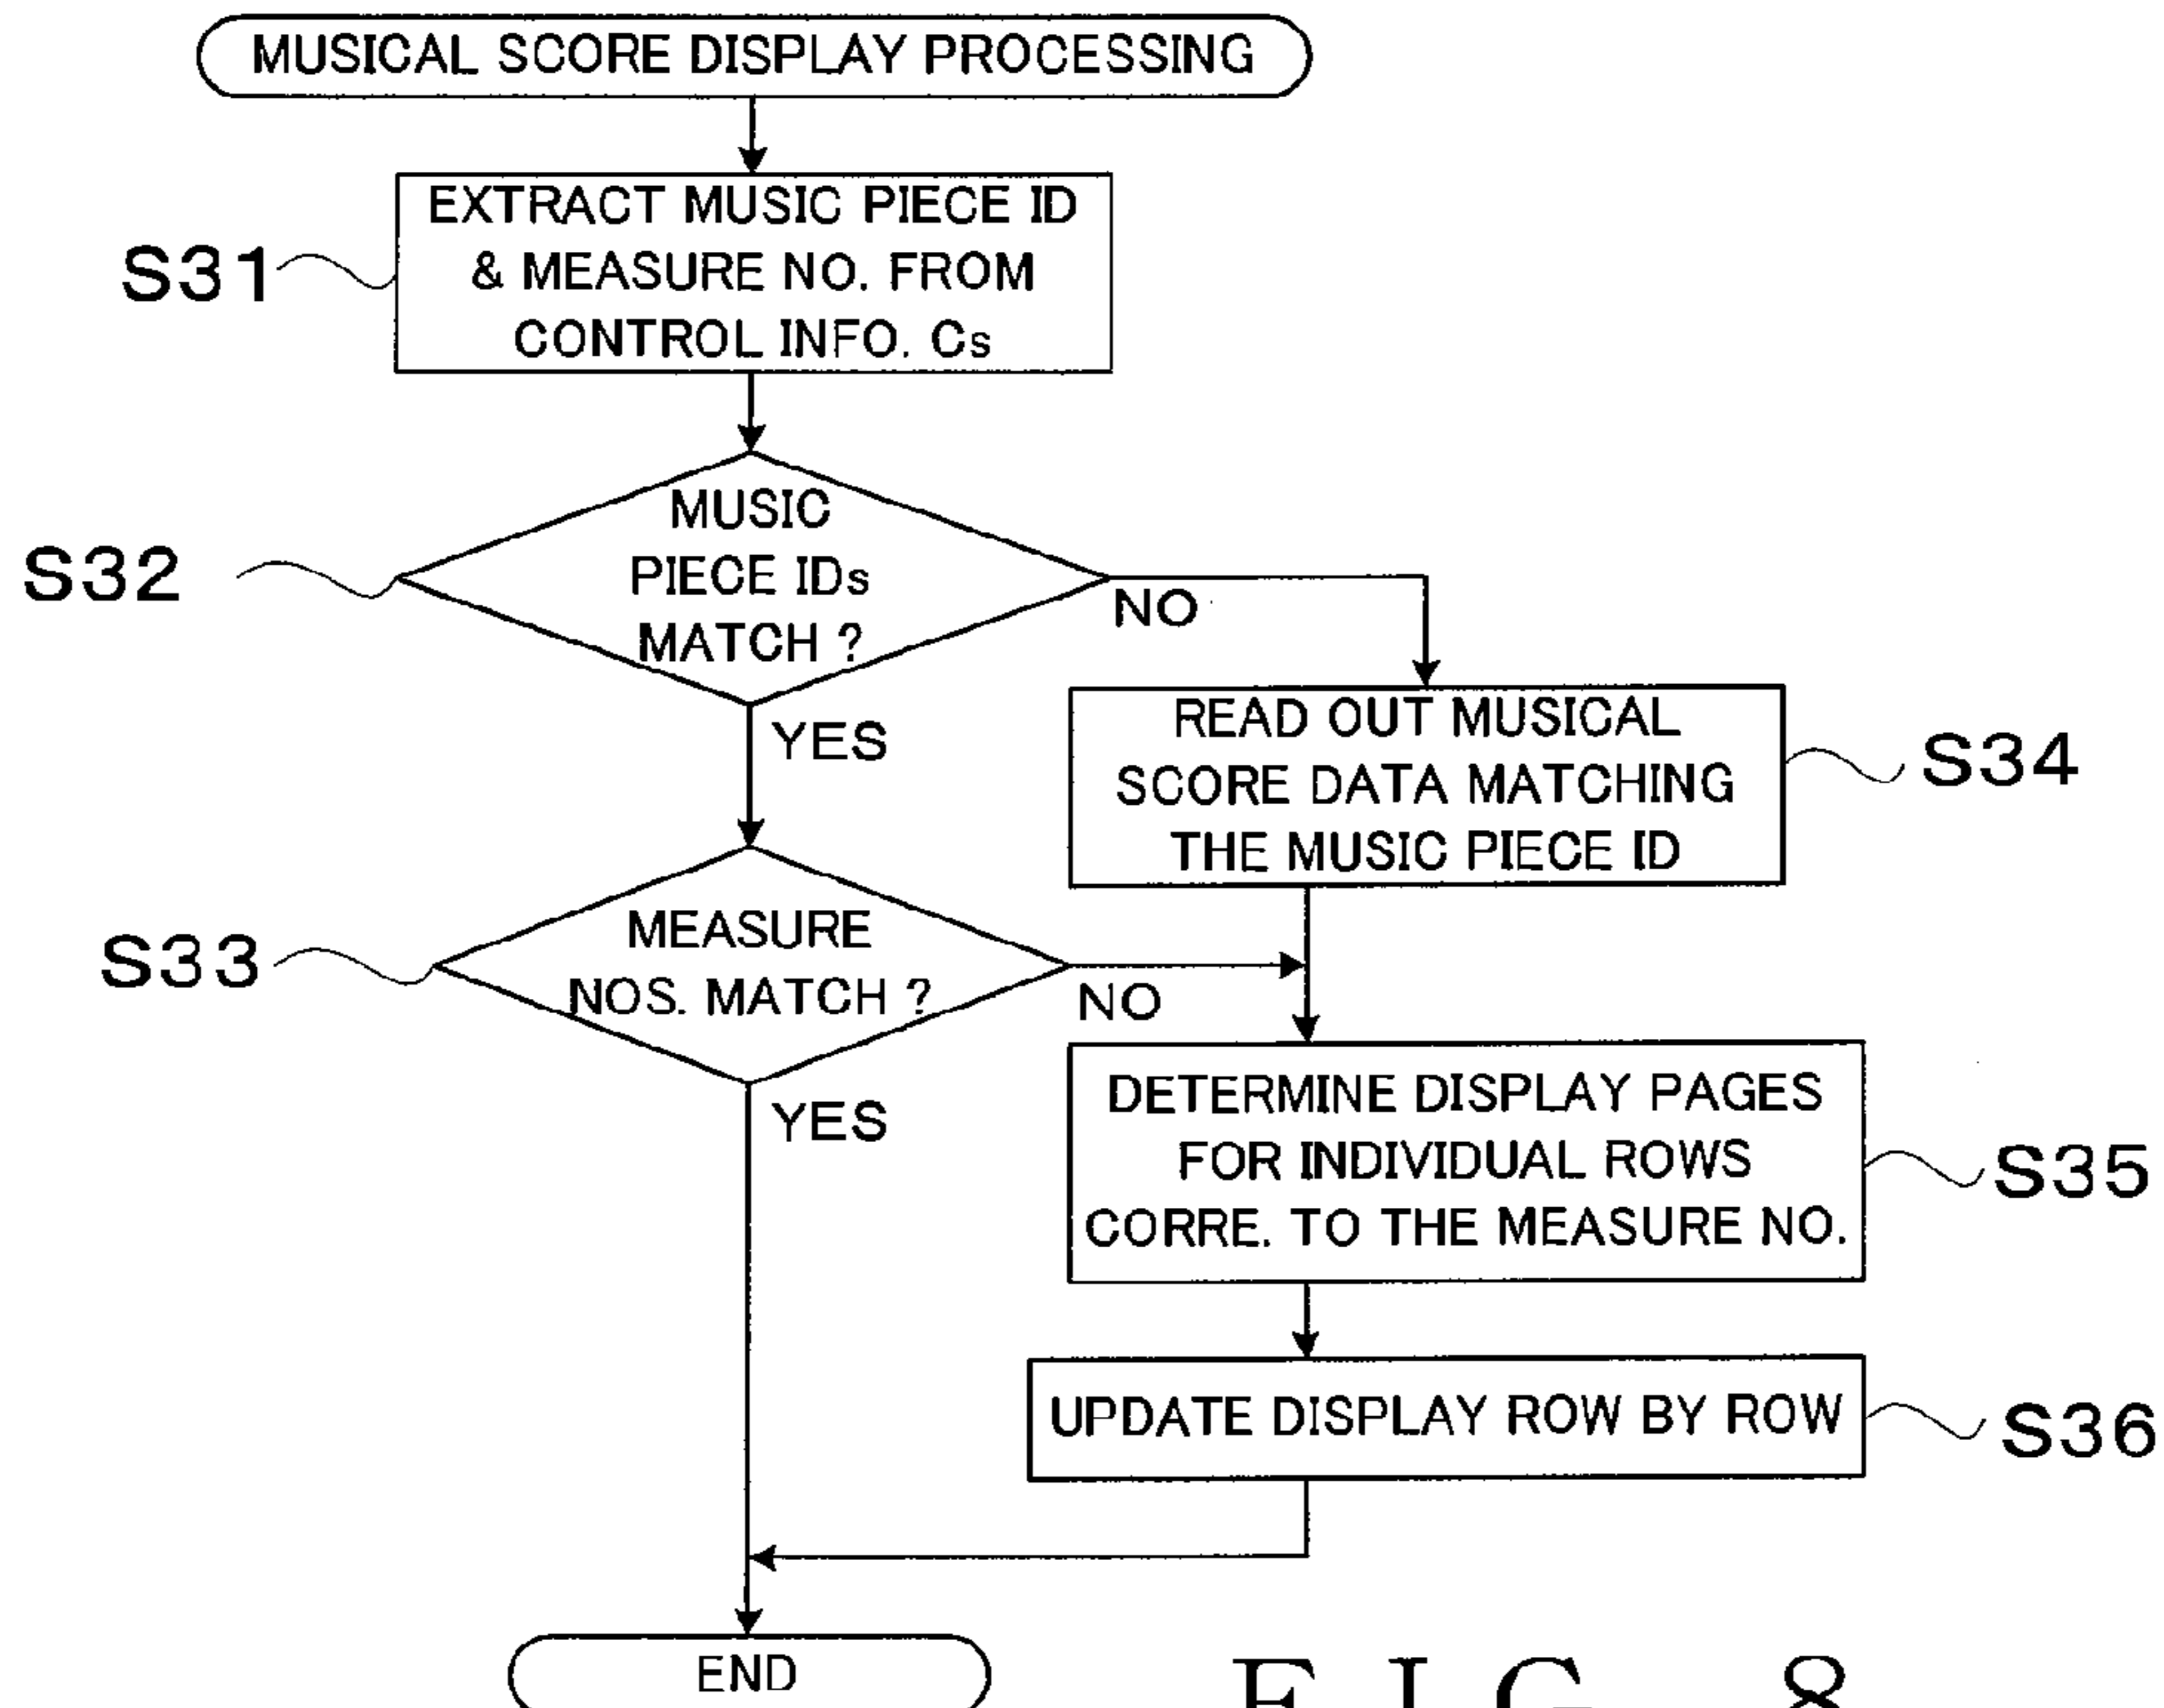 MUSICAL SCORE DISPLAY PROCESSING
S31
EXTRACT MUSIC PIECE ID
& MEASURE NO. FROM
CONTROL INFO. Cs
S32
MUSIC
PIECE IDs
MATCH ?
NO
YES
S34
READ OUT MUSICAL
SCORE DATA MATCHING
THE MUSIC PIECE ID
S33
MEASURE
NOS. MATCH ?
NO
YES
S35
DETERMINE DISPLAY PAGES
FOR INDIVIDUAL ROWS
CORRE. TO THE MEASURE NO.
S36
UPDATE DISPLAY ROW BY ROW
END
FIG. 8